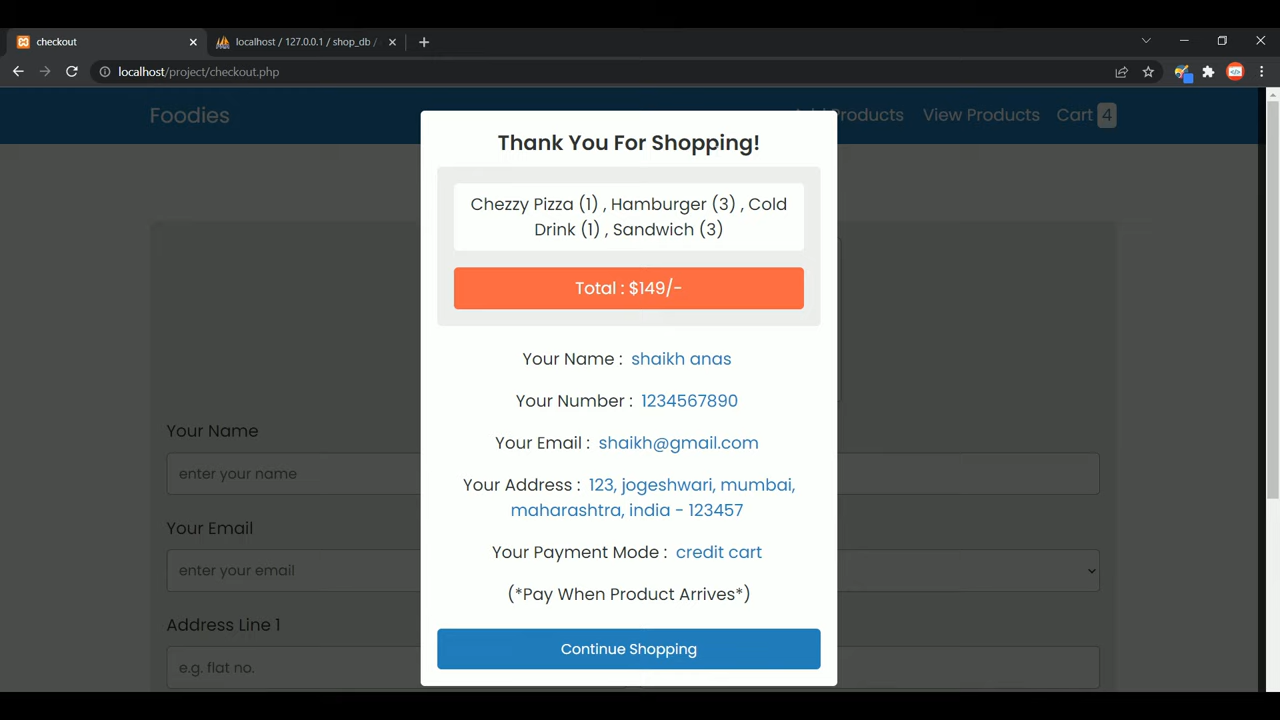 checkout
localhost / 127.0.0.1 / shop_db /
localhost/project/checkout.php
Foodies
Products
View Products
Cart 4
Thank You For Shopping!
Chezzy Pizza (1) , Hamburger (3) , Cold
Drink (1) , Sandwich (3)
Total : $149/-
Your Name : shaikh anas
Your Number : 1234567890
Your Email : shaikh@gmail.com
Your Address : 123, jogeshwari, mumbai,
maharashtra, india - 123457
Your Payment Mode : credit cart
(*Pay When Product Arrives*)
Continue Shopping
Your Name
enter your name
Your Email
enter your email
Address Line 1
e.g. flat no.